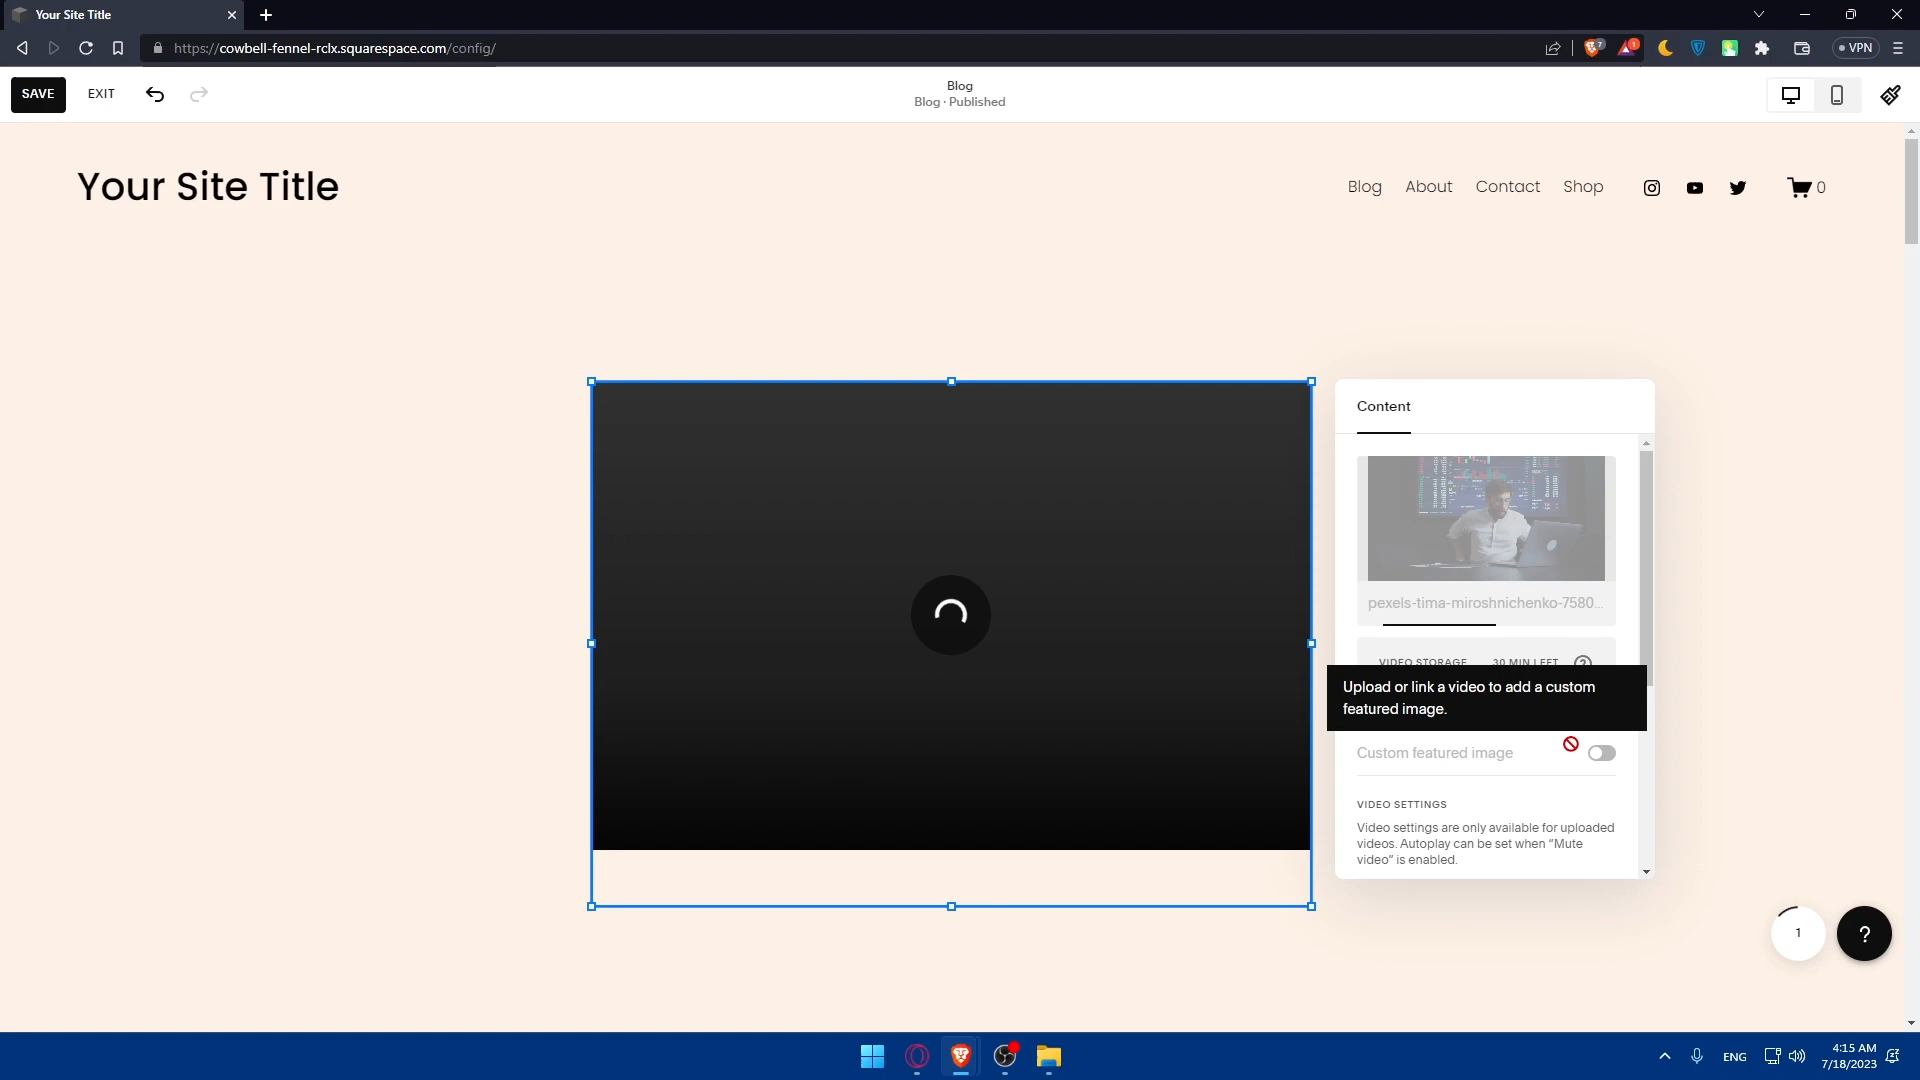 Your Site Title
https://cowbell-fennel-rclx.squarespace.com/config/
7
1
VPN
SAVE
EXIT
Blog
Blog · Published
Your Site Title
Blog
About
Contact
Shop
0
Content
pexels-tima-miroshnichenko-7580...
VIDEO STORAGE
30 MIN LEFT
?
Upload or link a video to add a custom
featured image.
Custom featured image
VIDEO SETTINGS
Video settings are only available for uploaded
videos. Autoplay can be set when “Mute
video” is enabled.
1
?
ENG
4:15 AM
7/18/2023